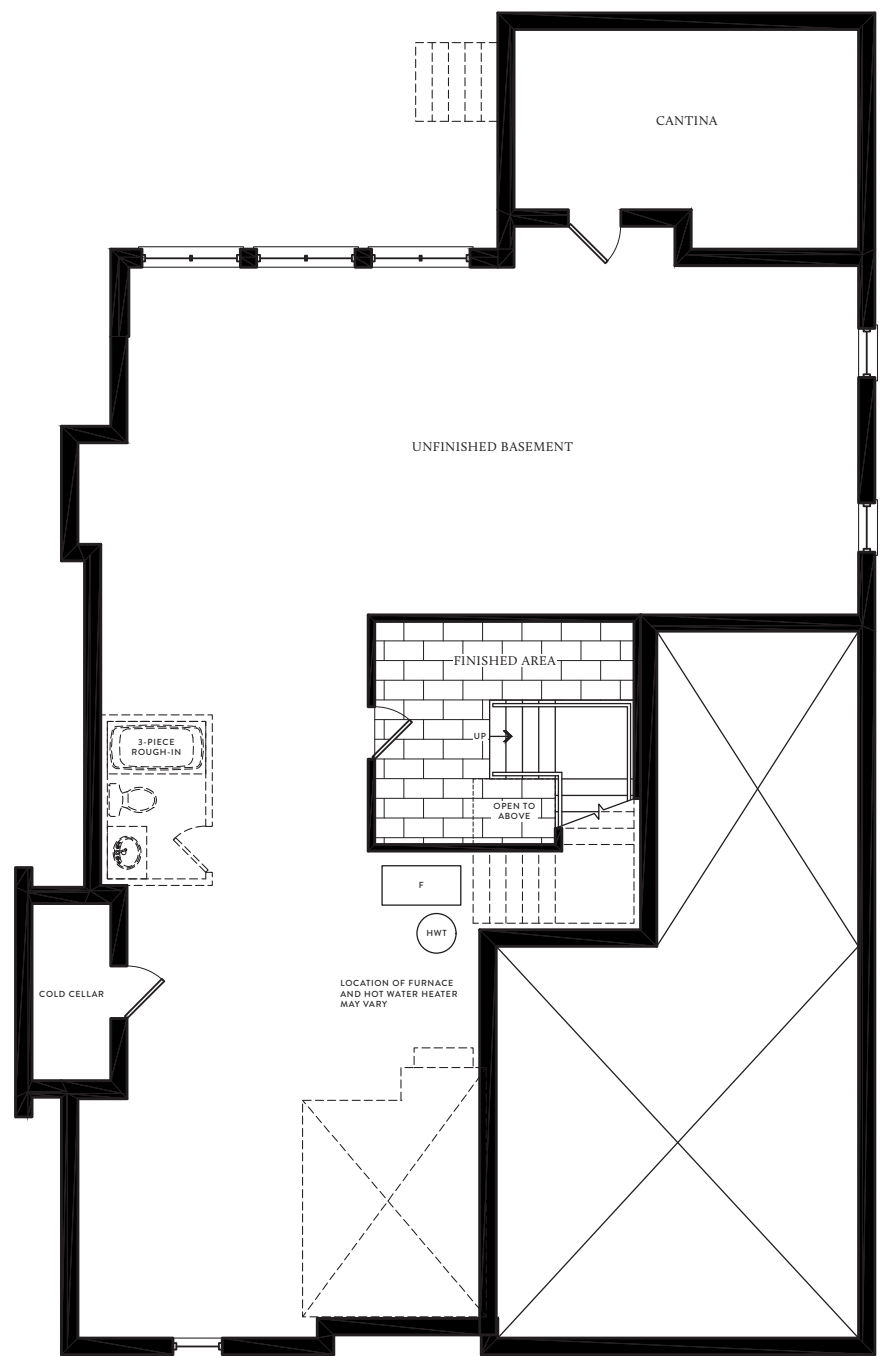 CANTINA
UNFINISHED BASEMENT
FINISHED AREA
UP
3-PIECE
ROUGH-IN
OPEN TO
ABOVE
F
HWT
COLD CELLAR
LOCATION OF FURNACE
AND HOT WATER HEATER
MAY VARY